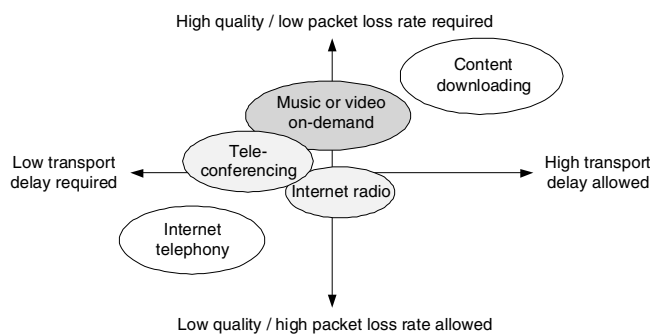 High quality / low packet loss rate required
Content
downloading
Music or video
on-demand
Tele-
conferencing
Low transport
delay required
High transport
delay allowed
Internet radio
Internet
telephony
Low quality / high packet loss rate allowed